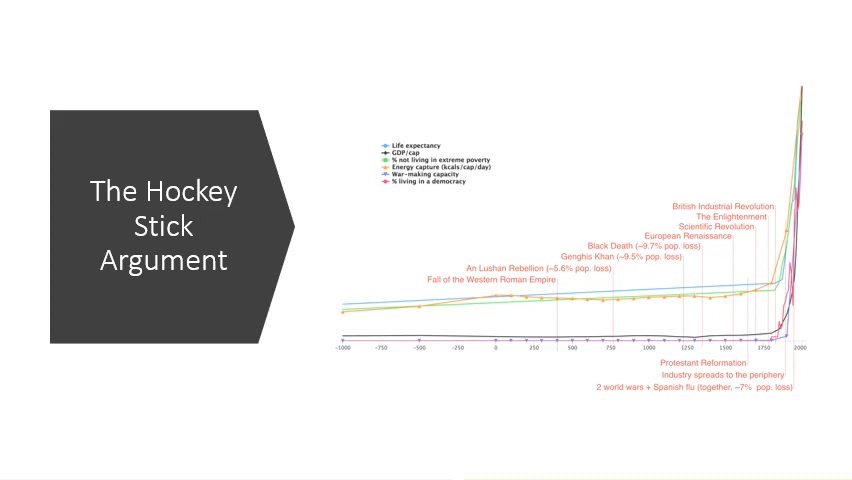 The Hockey
Stick
Argument
Life expectancy
GDP/cap
% not living in extreme poverty
Energy capture (kcals/cap/day)
War-making capacity
% living in a democracy
British Industrial Revolution
The Enlightenment
Scientific Revolution
European Renaissance
Black Death (~9.7% pop. loss)
Genghis Khan (~9.5% pop. loss)
An Lushan Rebellion (~5.6% pop. loss)
Fall of the Western Roman Empire
-1000 -750 -500 -250 0 250 500 750 1000 1250 1500 1750 2000
Protestant Reformation
Industry spreads to the periphery
2 world wars + Spanish flu (together, ~7% pop. loss)